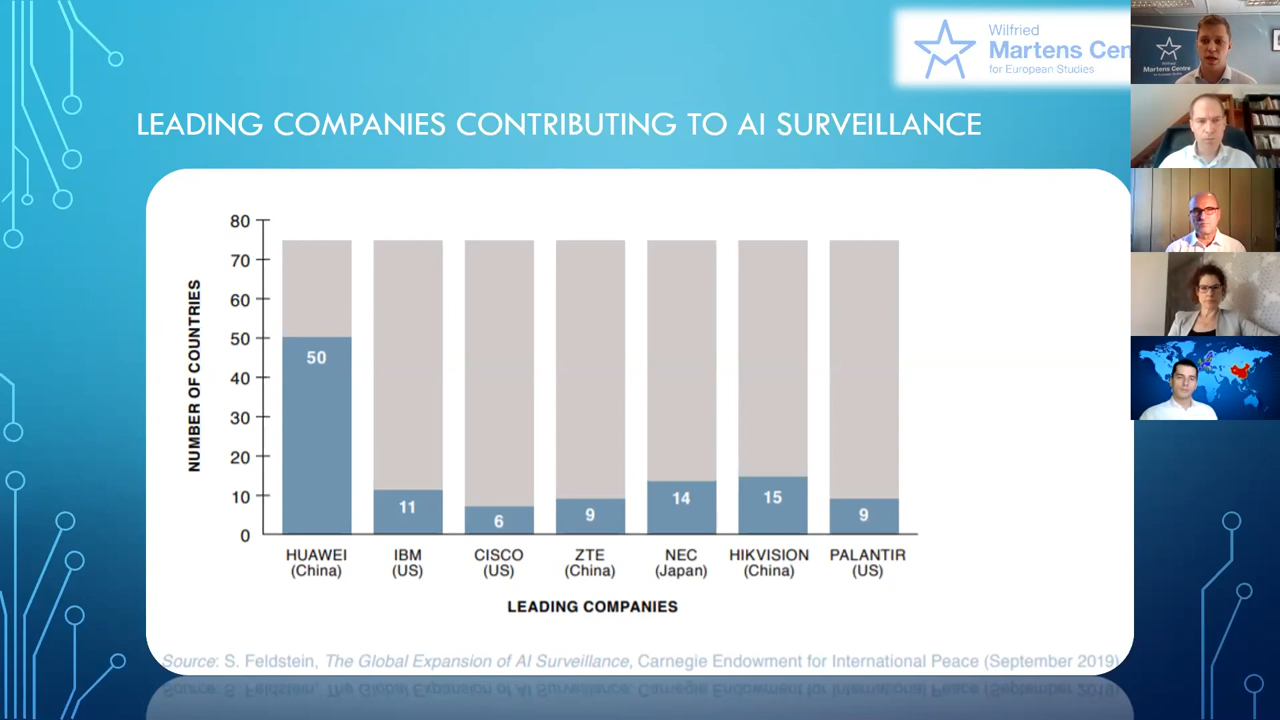 Wilfried
Martens Cen
for European Studies
LEADING COMPANIES CONTRIBUTING TO AI SURVEILLANCE
NUMBER OF COUNTRIES
80
70
60
50
40
30
20
10
0
50
11
6
9
14
15
9
HUAWEI IBM CISCO ZTE NEC HIKVISION PALANTIR
(China) (US) (US) (China) (Japan) (China) (US)
LEADING COMPANIES
Source: S. Feldstein, The Global Expansion of AI Surveillance, Carnegie Endowment for International Peace (September 2019)
Martens Centre